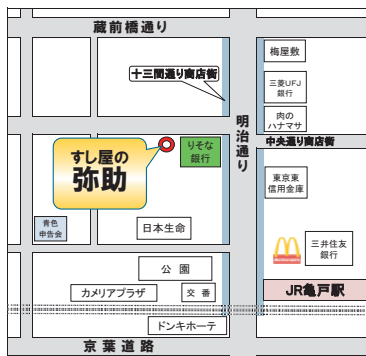 蔵前橋通り
梅屋敷
十三間通り商店街
三菱UFJ
銀行
肉の
ハナマサ
明治通り
中央通り商店街
すし屋の
弥助
りそな
銀行
東京東
信用金庫
青色
申告会
日本生命
三井住友
銀行
公園
カメリアプラザ
交番
JR亀戸駅
ドンキホーテ
京葉道路